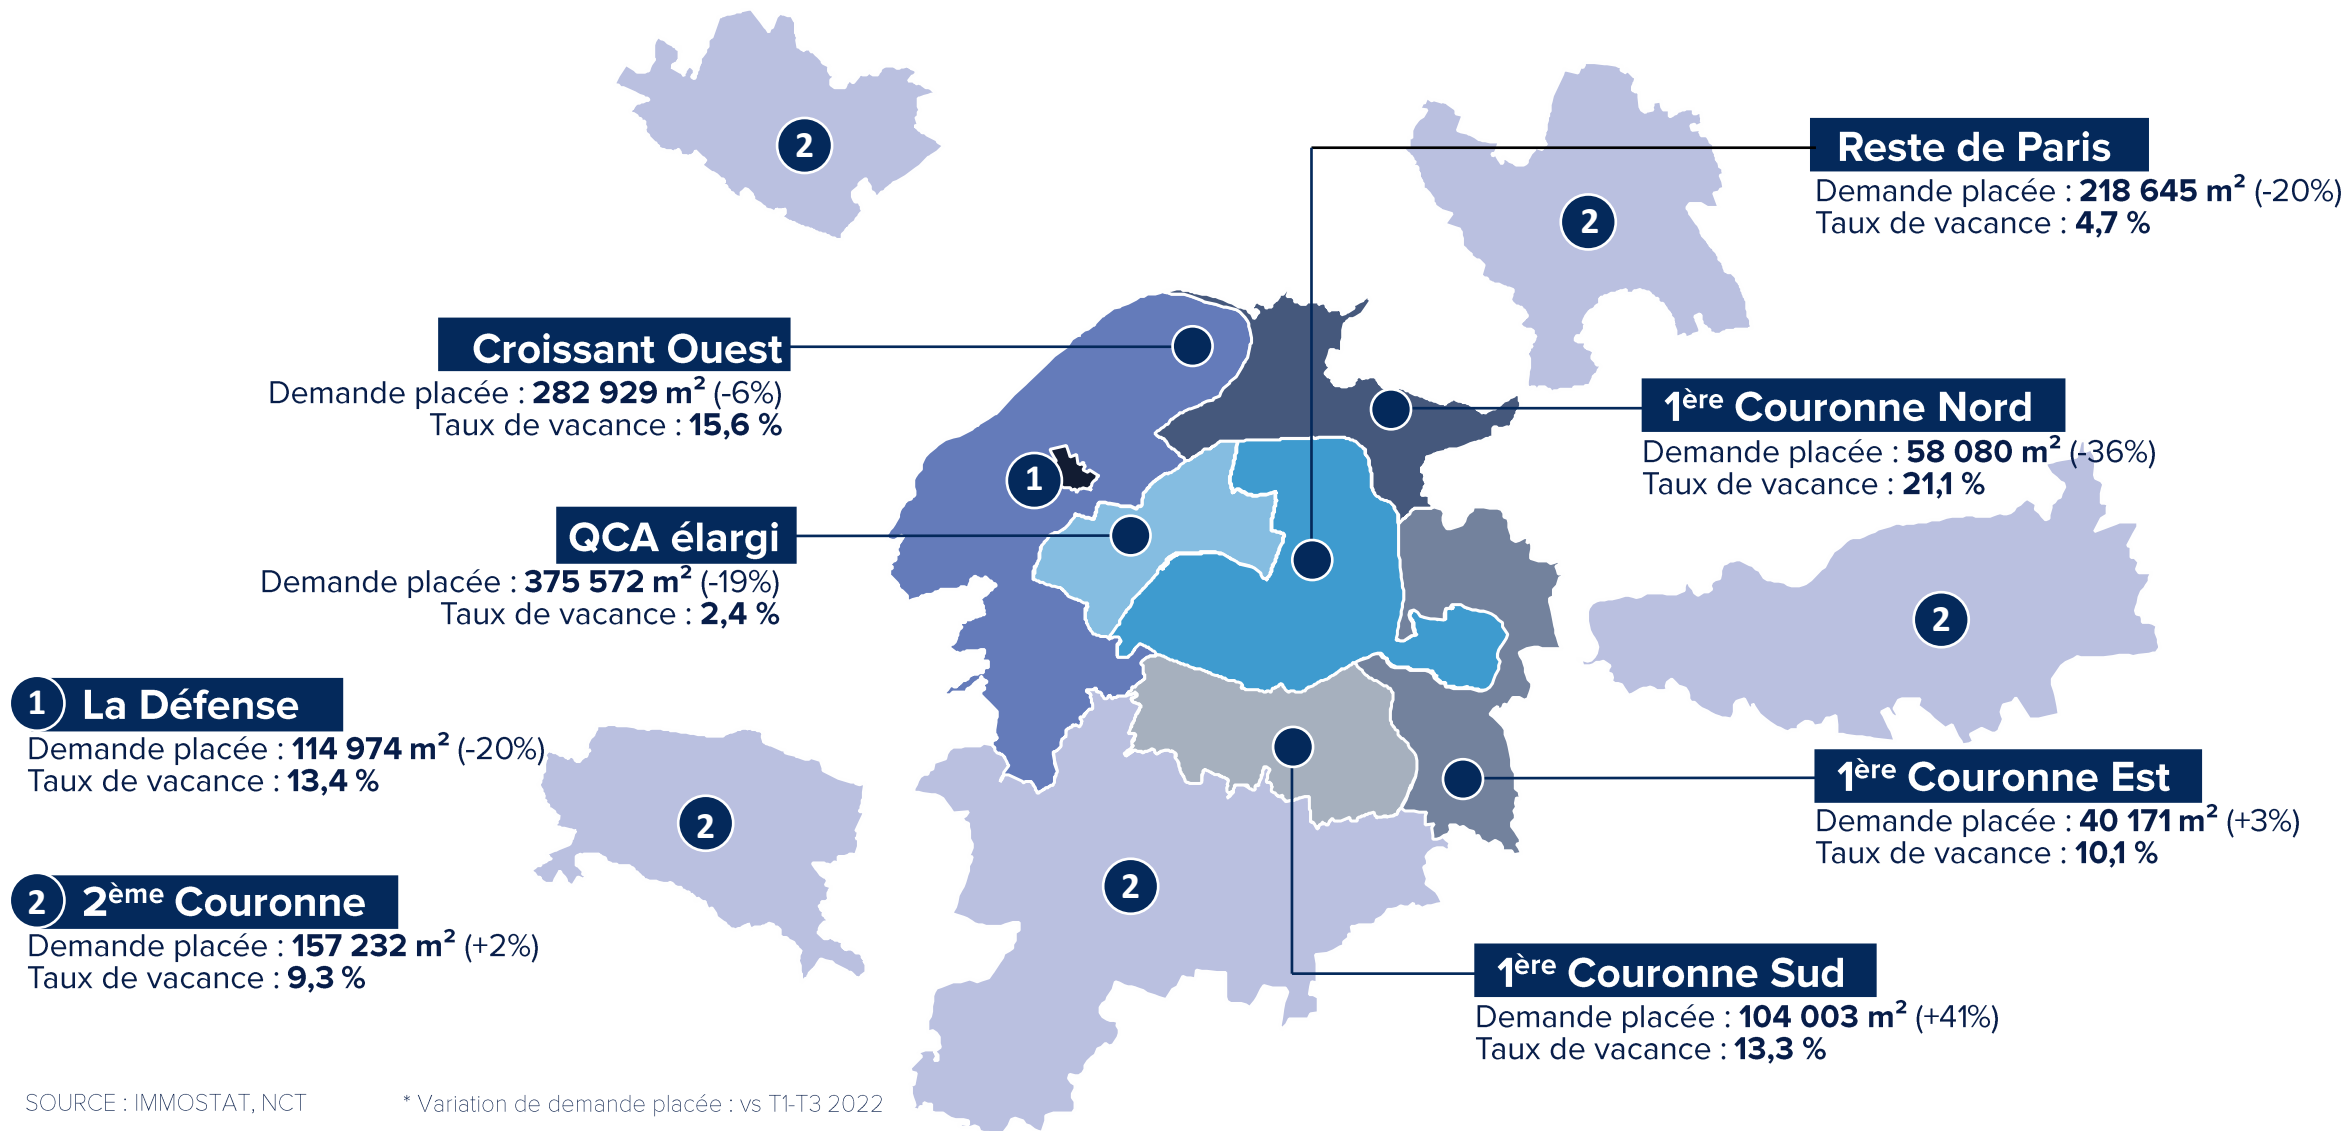 2
2
Reste de Paris
Demande placée : 218 645 m² (-20%)
Taux de vacance : 4,7 %
Croissant Ouest
Demande placée : 282 929 m² (-6%)
Taux de vacance : 15,6 %
1ère Couronne Nord
Demande placée : 58 080 m² (-36%)
Taux de vacance : 21,1 %
1
QCA élargi
Demande placée : 375 572 m² (-19%)
Taux de vacance : 2,4 %
2
1 La Défense
Demande placée : 114 974 m² (-20%)
Taux de vacance : 13,4 %
2
1ère Couronne Est
Demande placée : 40 171 m² (+3%)
Taux de vacance : 10,1 %
2 2ème Couronne
Demande placée : 157 232 m² (+2%)
Taux de vacance : 9,3 %
2
1ère Couronne Sud
Demande placée : 104 003 m² (+41%)
Taux de vacance : 13,3 %
SOURCE : IMMOSTAT, NCT
* Variation de demande placée : vs T1-T3 2022